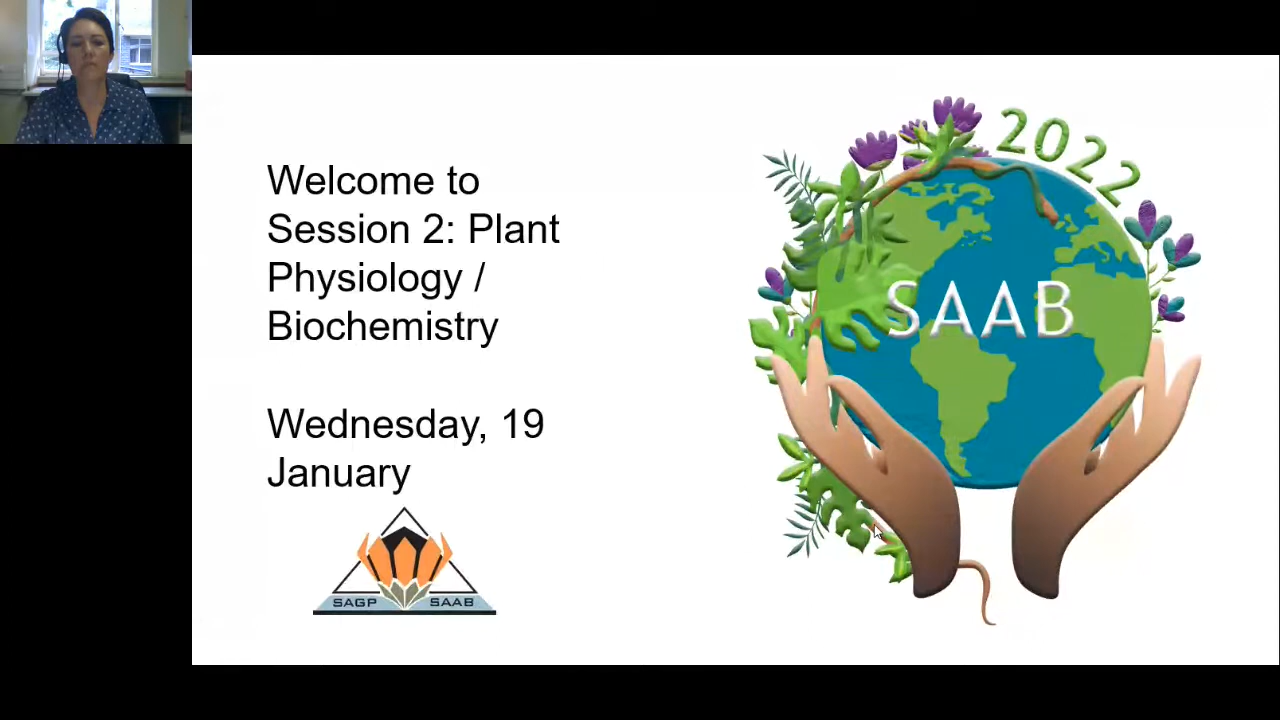 Welcome to
Session 2: Plant
Physiology /
Biochemistry
Wednesday, 19
January
SAGP SAAB
2022
SAAB